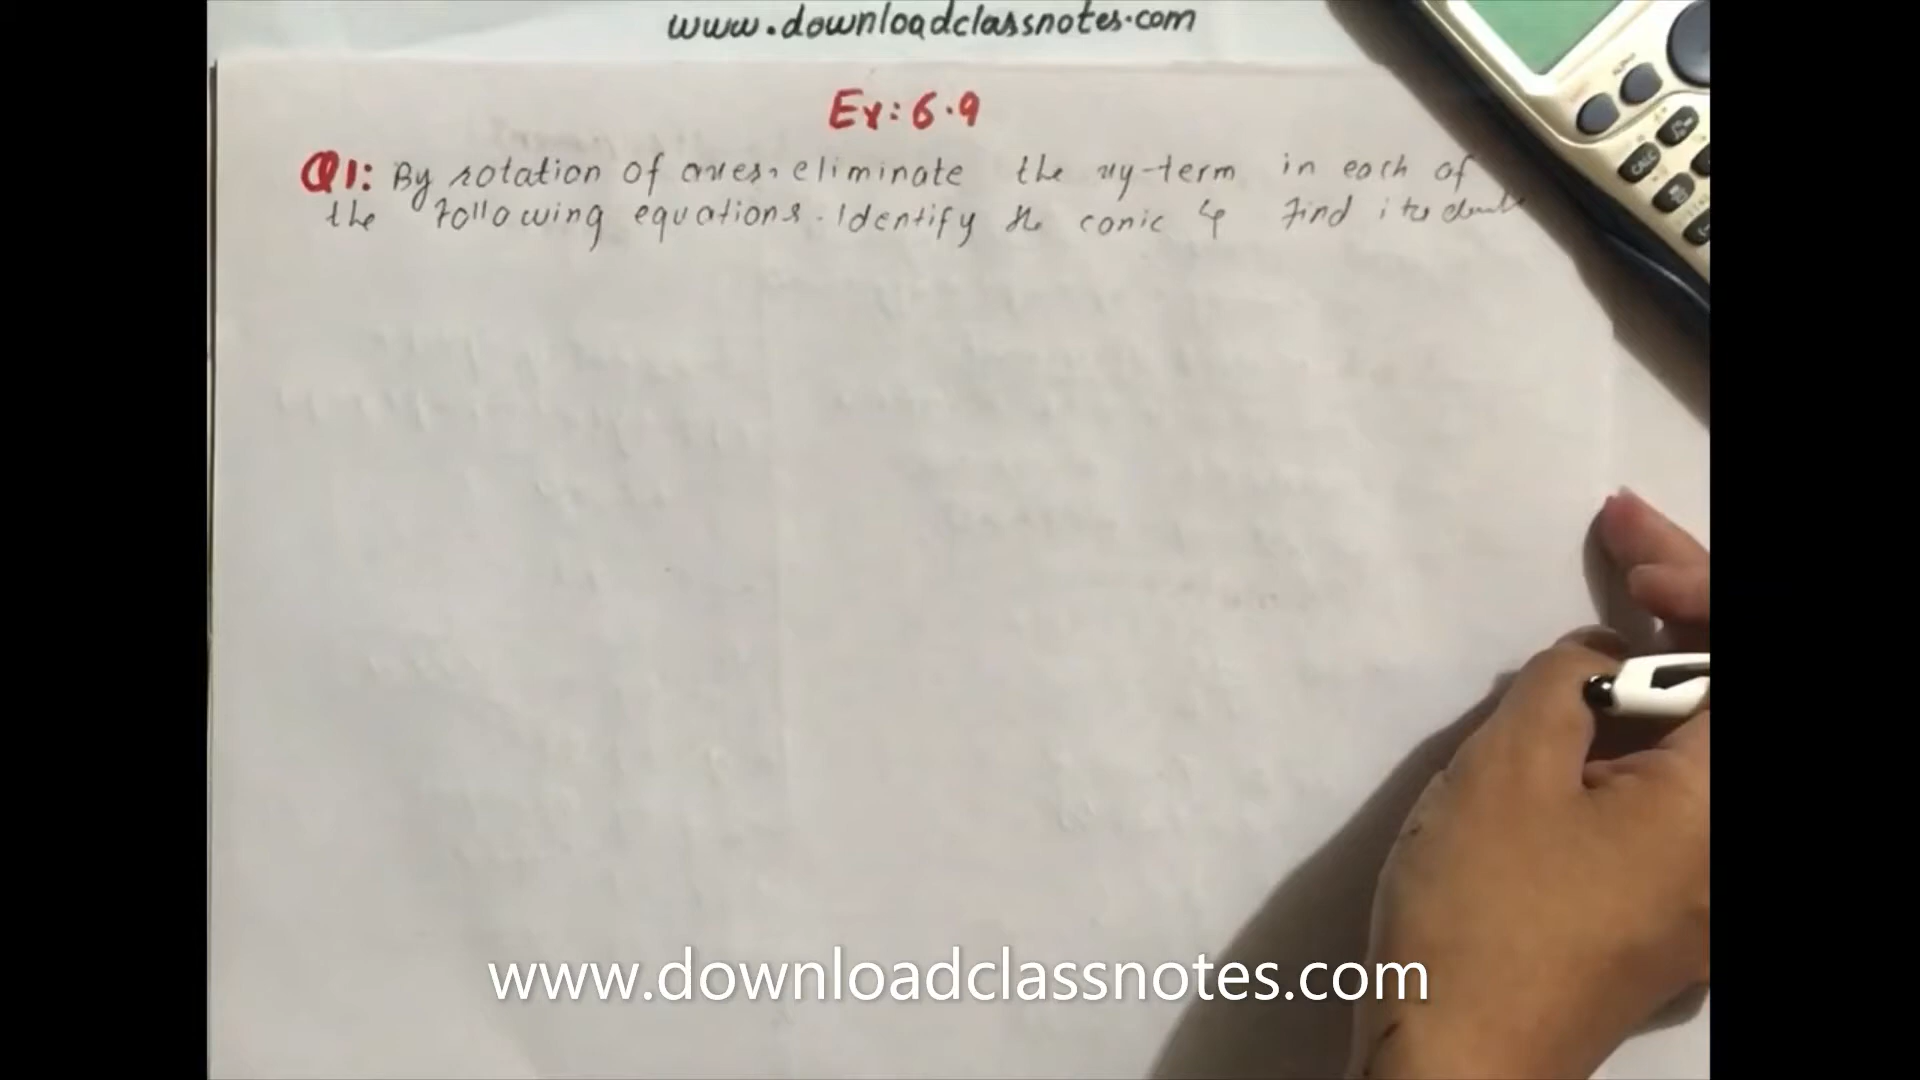 www.downloadclassnotes.com
Ex: 6.9
Q1: By rotation of axes, eliminate the xy-term in each of
the following equations. Identify the conic & find its
www.downloadclassnotes.com